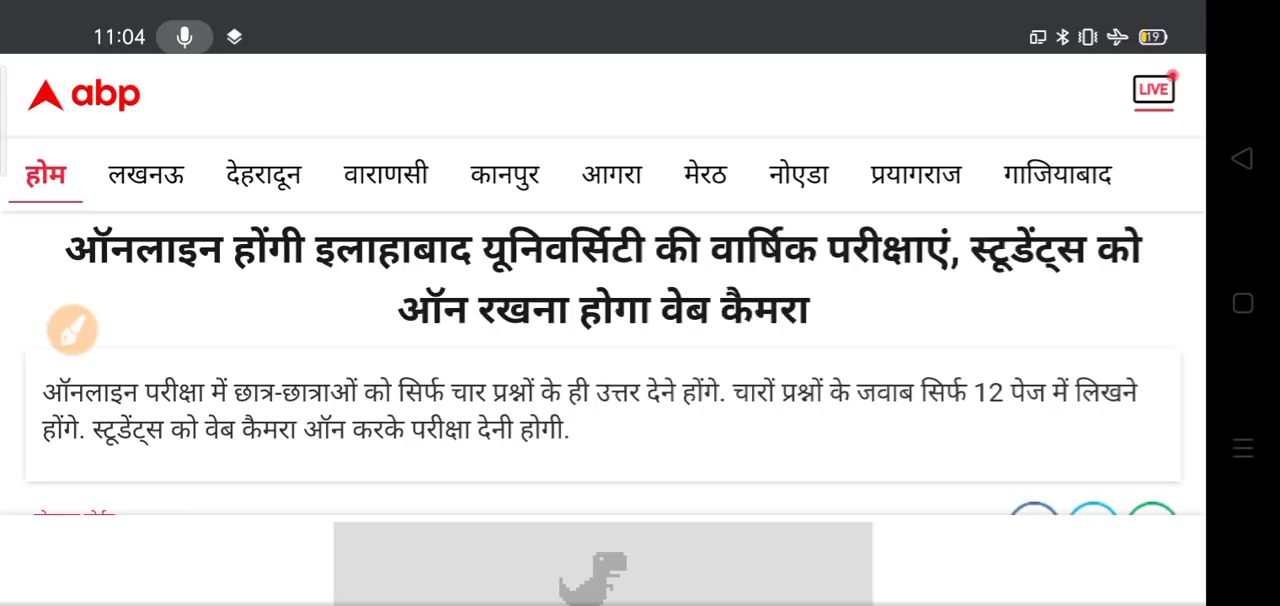 11:04
19
abp
LIVE
होम लखनऊ देहरादून वाराणसी कानपुर आगरा मेरठ नोएडा प्रयागराज गाजियाबाद
ऑनलाइन होंगी इलाहाबाद यूनिवर्सिटी की वार्षिक परीक्षाएं, स्टूडेंट्स को
ऑन रखना होगा वेब कैमरा
ऑनलाइन परीक्षा में छात्र-छात्राओं को सिर्फ चार प्रश्नों के ही उत्तर देने होंगे. चारों प्रश्नों के जवाब सिर्फ 12 पेज में लिखने
होंगे. स्टूडेंट्स को वेब कैमरा ऑन करके परीक्षा देनी होगी.